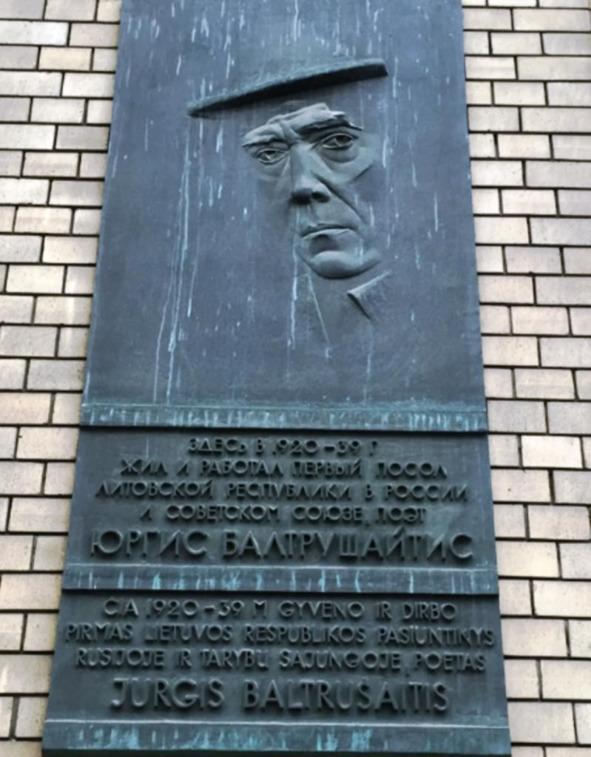 ЗДЕСЬ В 1920-39 Г
ЖИЛ И РАБОТАЛ ПЕРВЫЙ ПОСОЛ
ЛИТОВСКОЙ РЕСПУБЛИКИ В РОССИИ
И СОВЕТСКОМ СОЮЗЕ, ПОЭТ
ЮРГИС БАЛТРУШАЙТИС
ČIA 1920-39 M GYVENO IR DIRBO
PIRMAS LIETUVOS RESPUBLIKOS PASIUNTINYS
RUSIJOJE IR TARYBŲ SAJUNGOJE, POETAS
JURGIS BALTRUŠAITIS